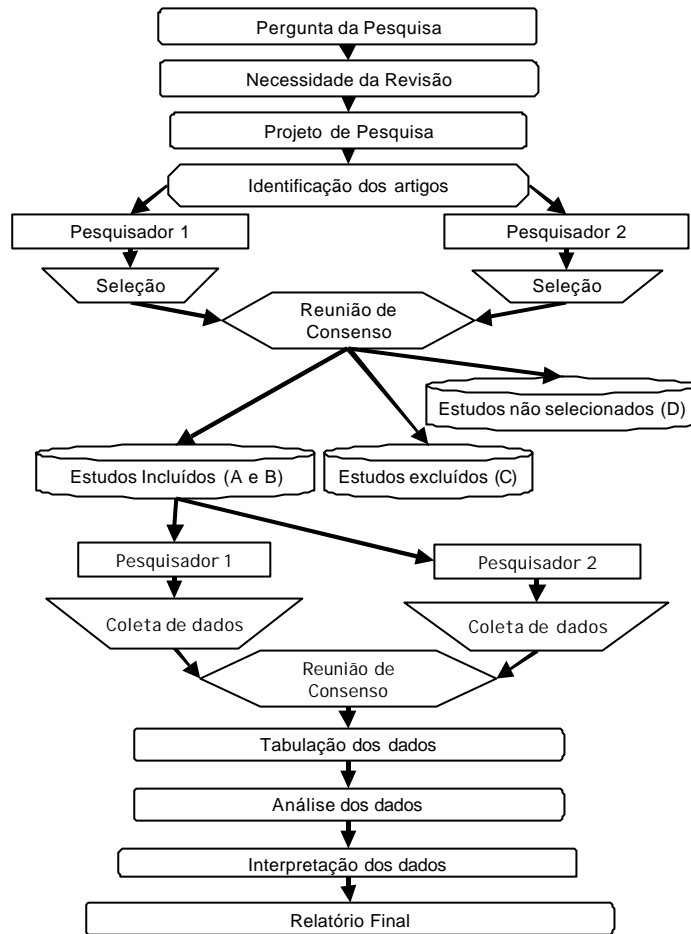 Pergunta da Pesquisa
Necessidade da Revisão
Projeto de Pesquisa
Identificação dos artigos
Pesquisador 1
Pesquisador 2
Seleção
Seleção
Reunião de
Consenso
Estudos não selecionados (D)
Estudos Incluídos (A e B)
Estudos excluídos (C)
Pesquisador 1
Pesquisador 2
Coleta de dados
Coleta de dados
Reunião de
Consenso
Tabulação dos dados
Análise dos dados
Interpretação dos dados
Relatório Final